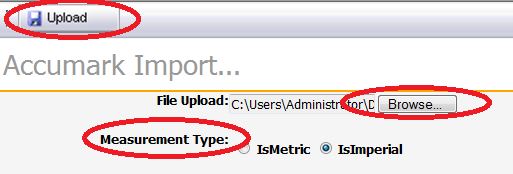 Upload
Accumark Import...
File Upload: C:\Users\Administrator\D Browse...
Measurement Type: IsMetric IsImperial